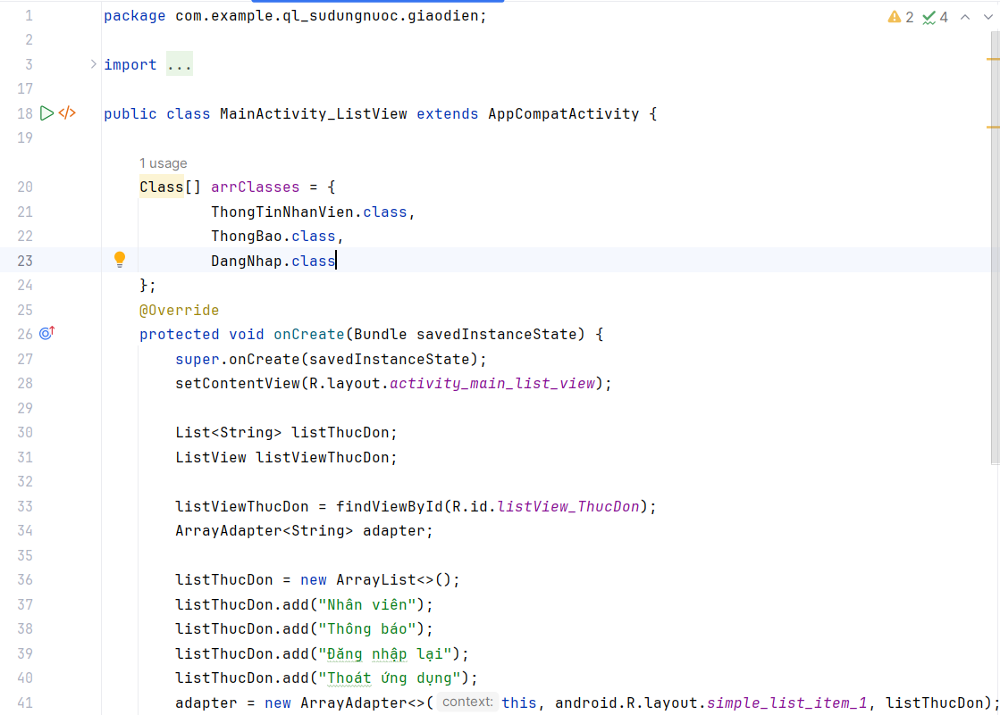 1 package com.example.ql_sudungnuoc.giaodien; 2 4
2
3 import ...
17
18 public class MainActivity_ListView extends AppCompatActivity {
19
1 usage
20 Class[] arrClasses = {
21 ThongTinNhanVien.class,
22 ThongBao.class,
23 DangNhap.class
24 };
25 @Override
26 protected void onCreate(Bundle savedInstanceState) {
27 super.onCreate(savedInstanceState);
28 setContentView(R.layout.activity_main_list_view);
29
30 List<String> listThucDon;
31 ListView listViewThucDon;
32
33 listViewThucDon = findViewById(R.id.listView_ThucDon);
34 ArrayAdapter<String> adapter;
35
36 listThucDon = new ArrayList<>();
37 listThucDon.add("Nhân viên");
38 listThucDon.add("Thông báo");
39 listThucDon.add("Đăng nhập lại");
40 listThucDon.add("Thoát ứng dụng");
41 adapter = new ArrayAdapter<>( context: this, android.R.layout.simple_list_item_1, listThucDon);